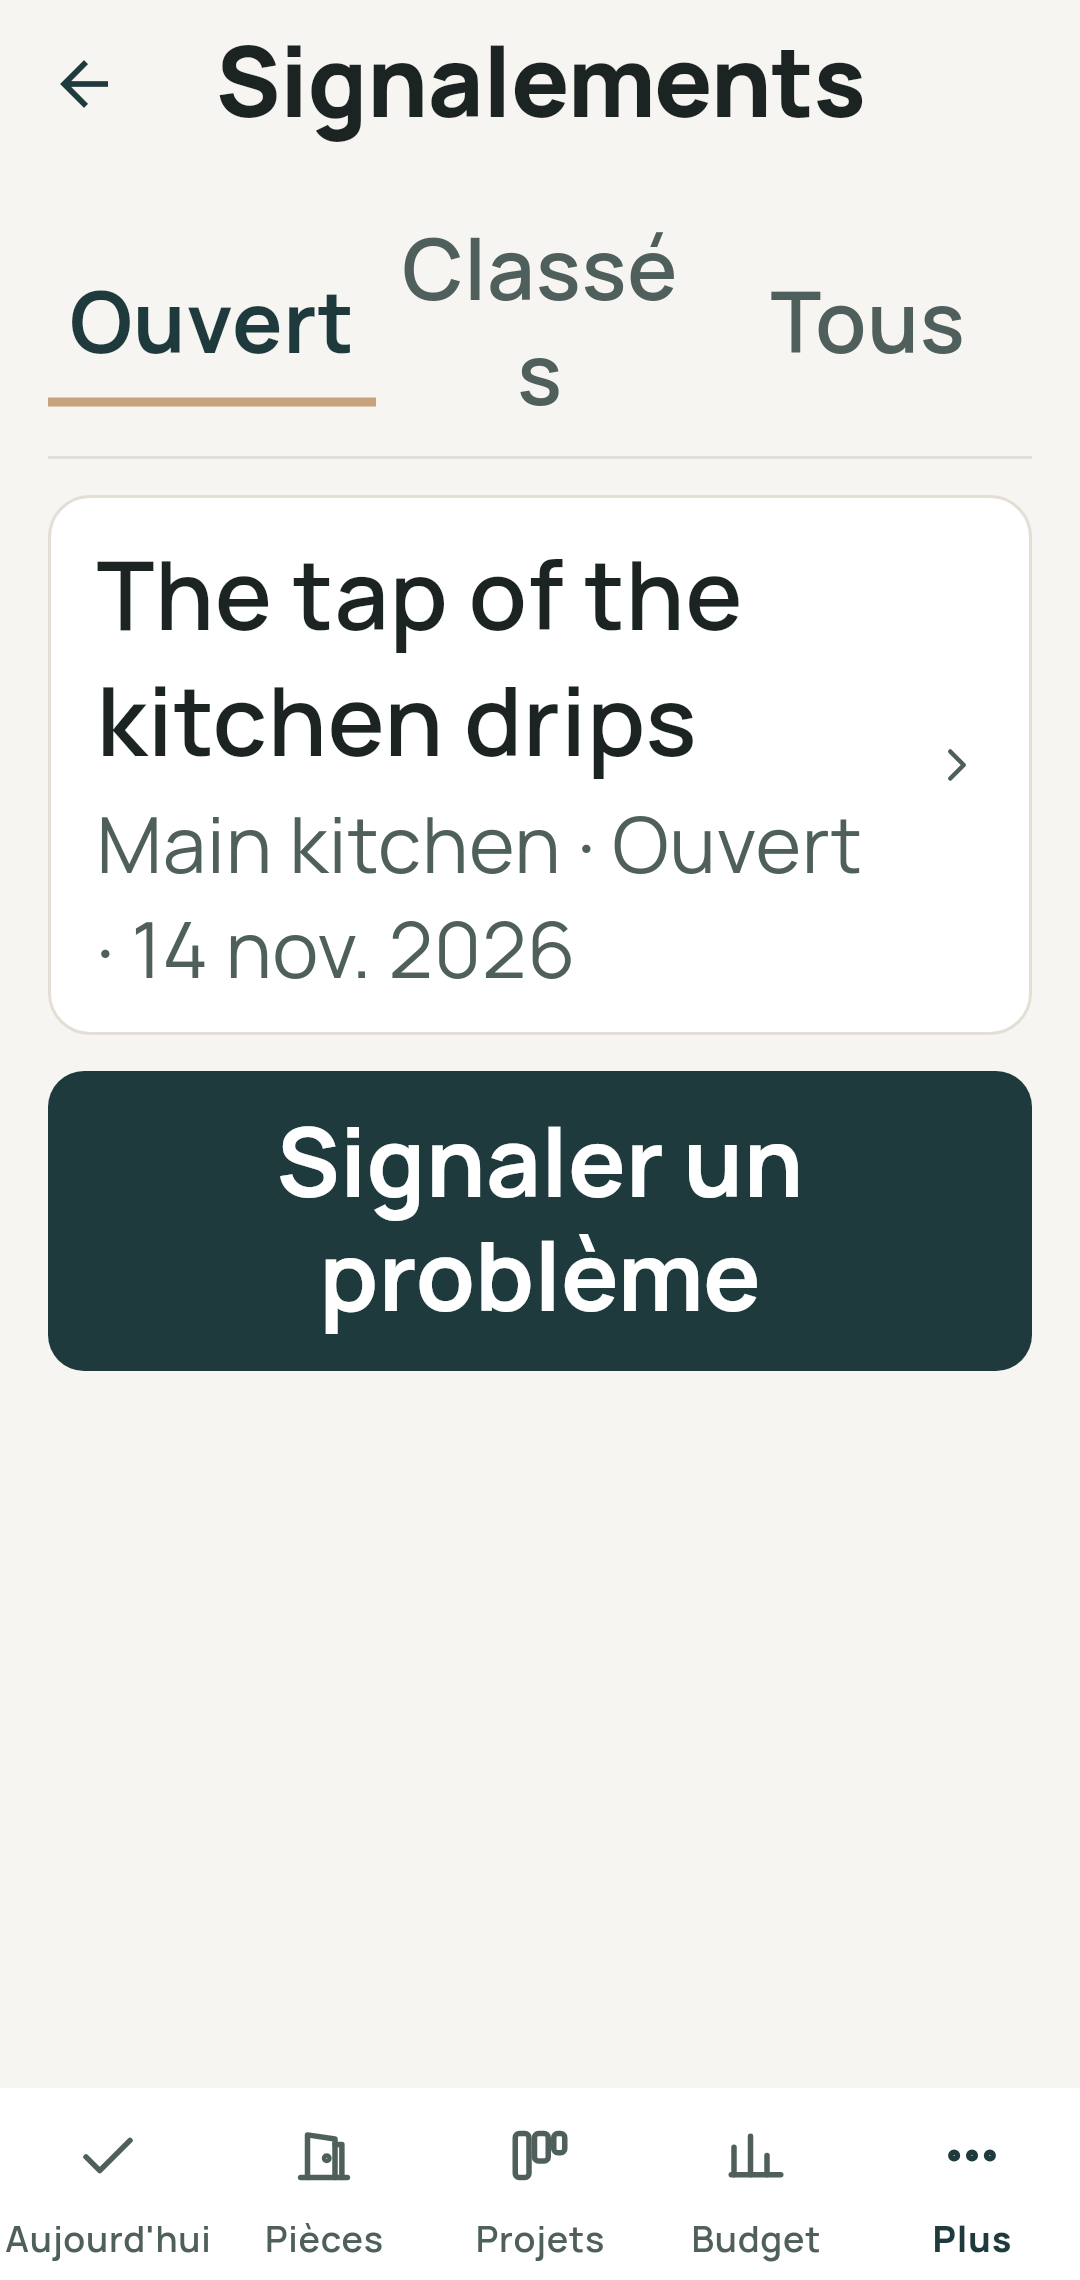 Signalements
Ouvert
Classé
s
Tous
The tap of the
kitchen drips
Main kitchen · Ouvert
· 14 nov. 2026
Signaler un
problème
Aujourd'hui
Pièces
Projets
Budget
Plus